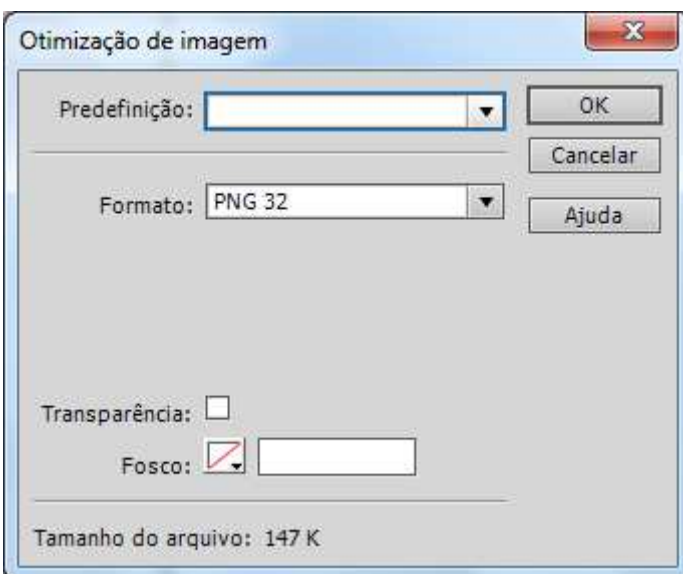 Otimização de imagem
Predefinição:
OK
Cancelar
Formato: PNG 32
Ajuda
Transparência:
Fosco:
Tamanho do arquivo: 147 K